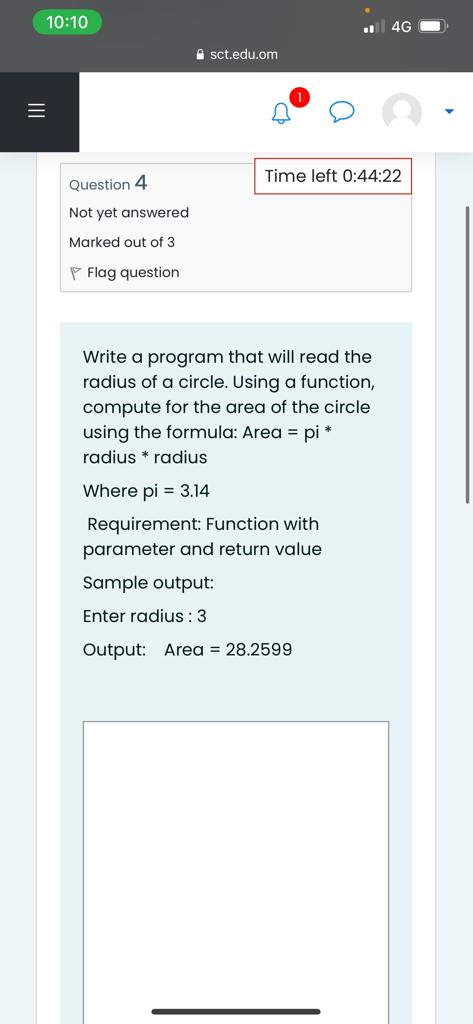 10:10
4G
sct.edu.om
1
Time left 0:44:22
Question 4
Not yet answered
Marked out of 3
Flag question
Write a program that will read the
radius of a circle. Using a function,
compute for the area of the circle
using the formula: Area = pi *
radius * radius
Where pi = 3.14
Requirement: Function with
parameter and return value
Sample output:
Enter radius : 3
Output: Area = 28.2599